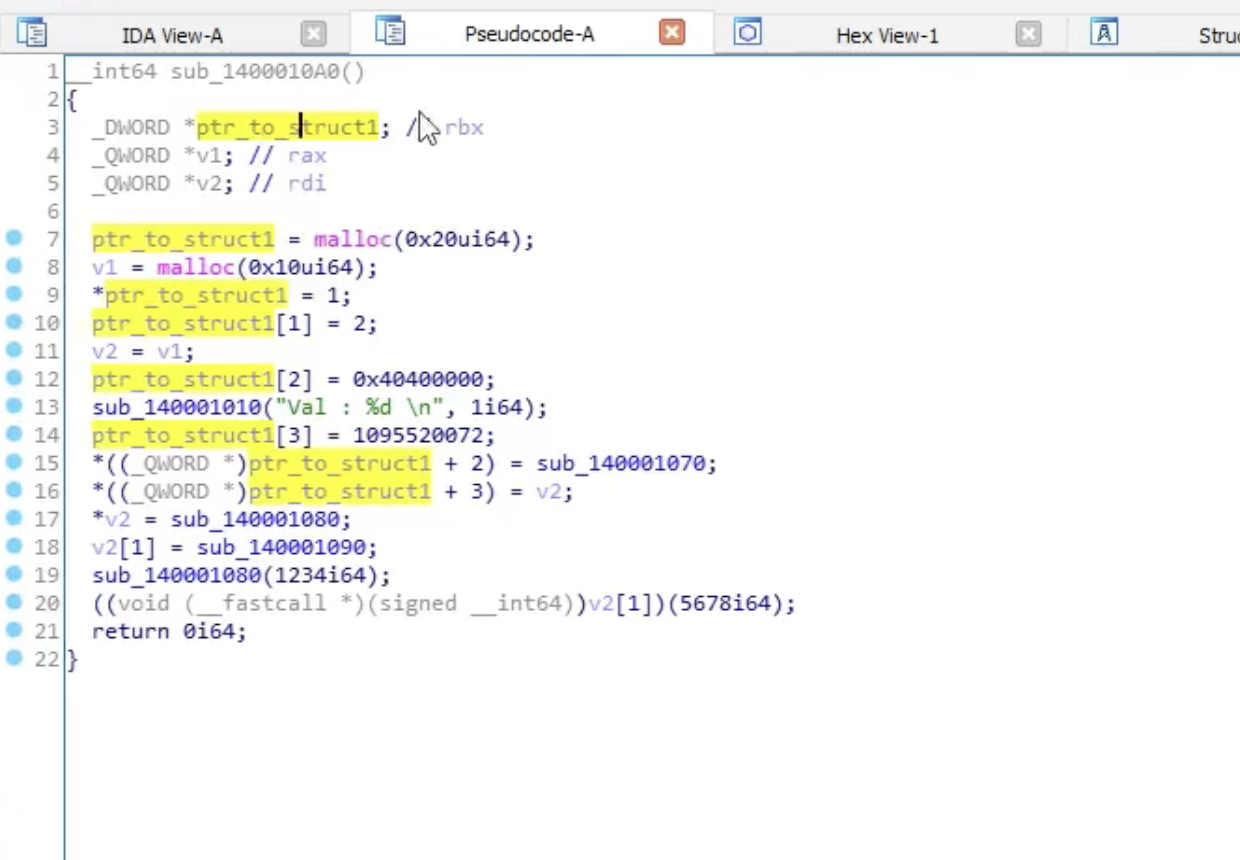 IDA View-A Pseudocode-A Hex View-1 Struc
1 __int64 sub_1400010A0()
2 {
3 _DWORD *ptr_to_struct1; // rbx
4 _QWORD *v1; // rax
5 _QWORD *v2; // rdi
6
7 ptr_to_struct1 = malloc(0x20ui64);
8 v1 = malloc(0x10ui64);
9 *ptr_to_struct1 = 1;
10 ptr_to_struct1[1] = 2;
11 v2 = v1;
12 ptr_to_struct1[2] = 0x40400000;
13 sub_140001010("Val : %d \n", 1i64);
14 ptr_to_struct1[3] = 1095520072;
15 *((_QWORD *)ptr_to_struct1 + 2) = sub_140001070;
16 *((_QWORD *)ptr_to_struct1 + 3) = v2;
17 *v2 = sub_140001080;
18 v2[1] = sub_140001090;
19 sub_140001080(1234i64);
20 ((void (__fastcall *)(signed __int64))v2[1])(5678i64);
21 return 0i64;
22 }